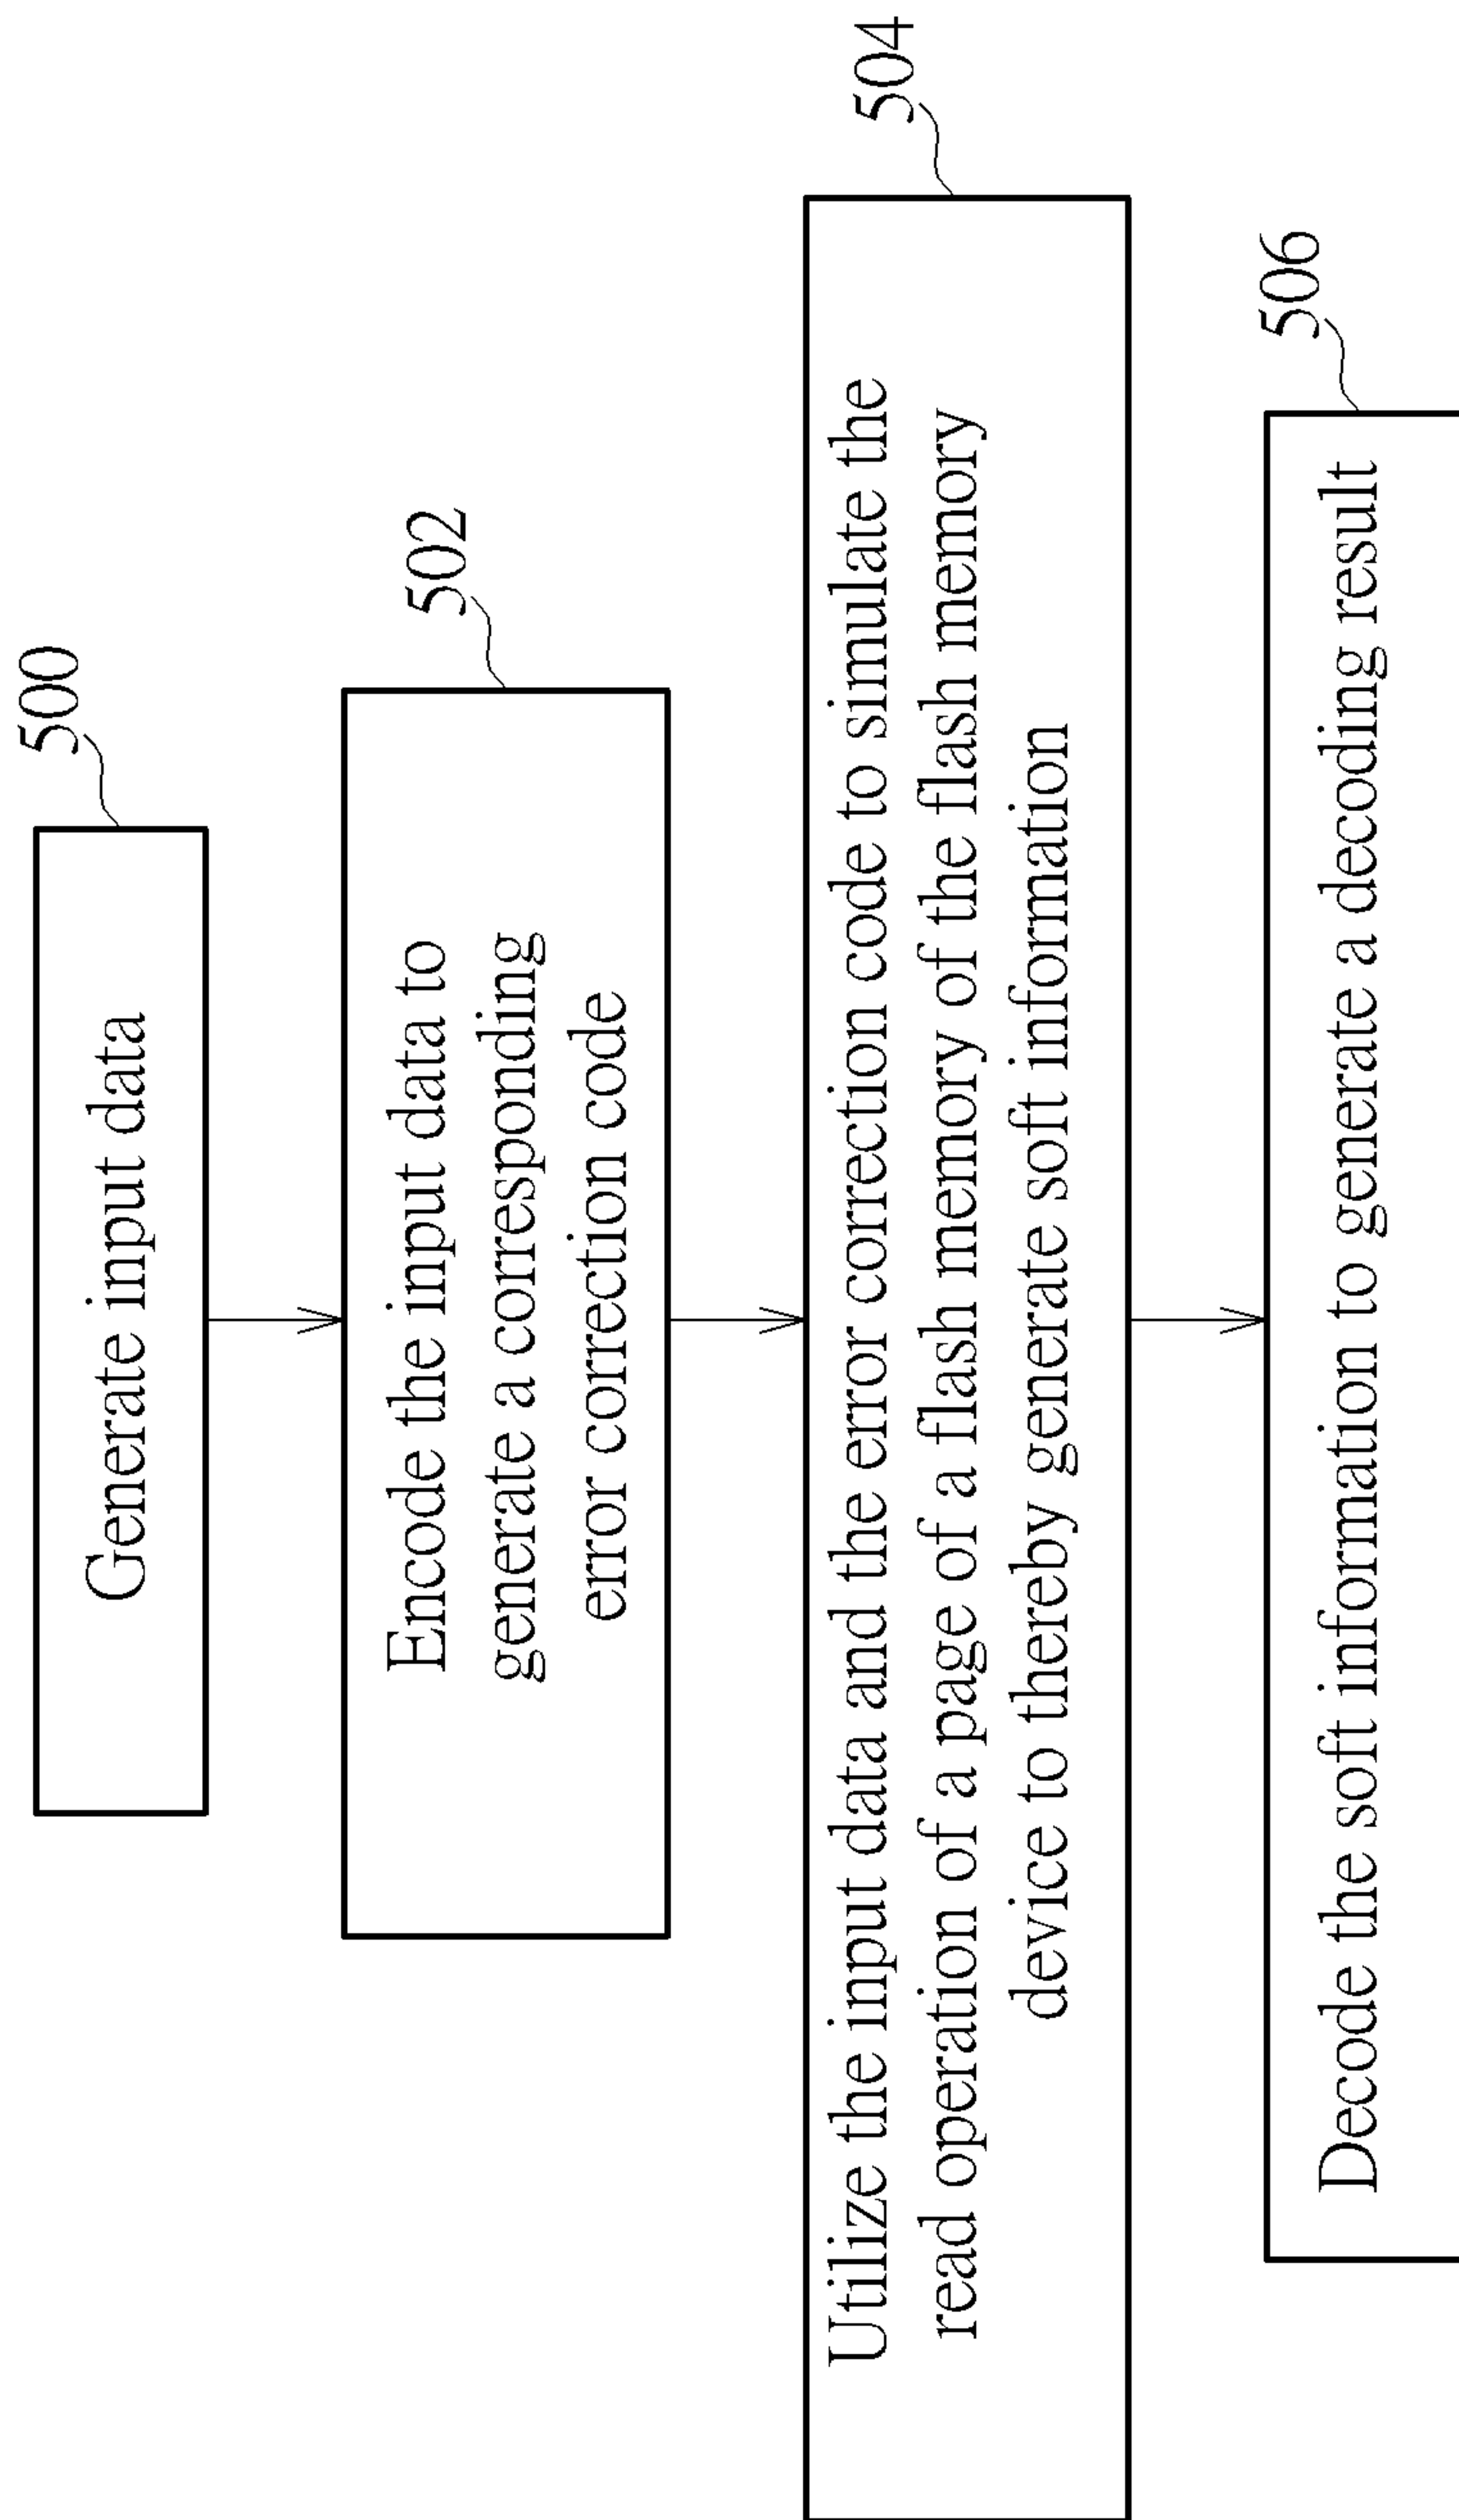 500
Generate input data
502
Encode the input data to
generate a corresponding
error correction code
504
Utilize the input data and the error correction code to simulate the
read operation of a page of a flash memory of the flash memory
device to thereby generate soft information
506
Decode the soft information to generate a decoding result